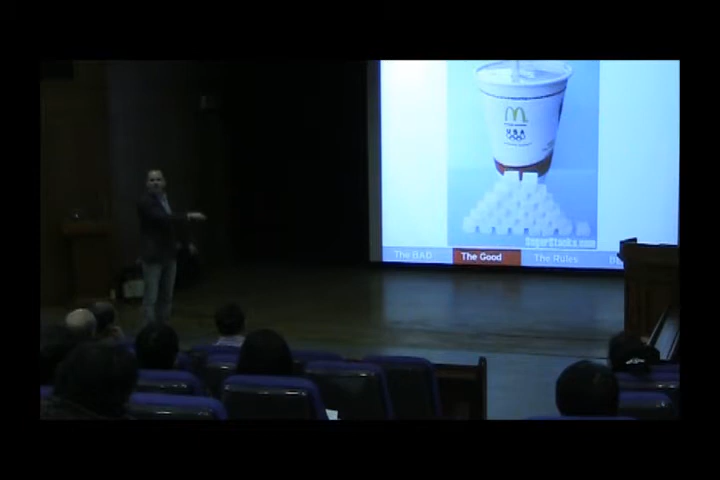 M
USA
SugarStacks.com
The BAD
The Good
The Rules